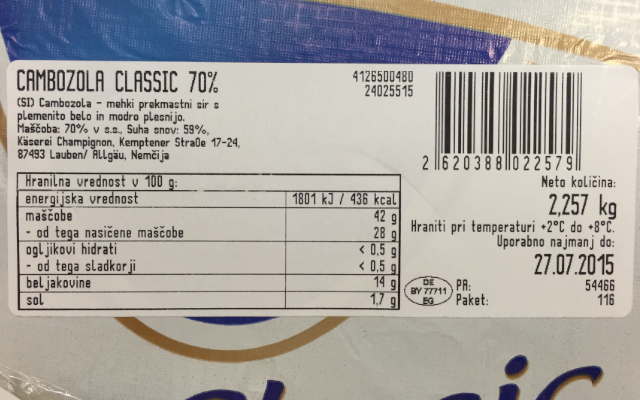 CAMBOZOLA CLASSIC 70%
4126500480
24025515
(SI) Cambozola - mehki prekmastni sir s
plemenito belo in modro plesnijo.
Maščoba: 70% v s.s., Suha snov: 59%,
Käserei Champignon, Kemptener Straße 17-24,
87493 Lauben/ Allgäu, Nemčija
2 620388 022579
Hranilna vrednost v 100 g:
energijska vrednost 1801 kJ / 436 kcal
maščobe 42 g
- od tega nasičene maščobe 28 g
ogljikovi hidrati < 0,5 g
- od tega sladkorji < 0,5 g
beljakovine 14 g
sol 1,7 g
Neto količina:
2,257 kg
Hraniti pri temperaturi +2°C do +8°C.
Uporabno najmanj do:
27.07.2015
DE
BY 77711
EG
PA: 54466
Paket: 116
Classic